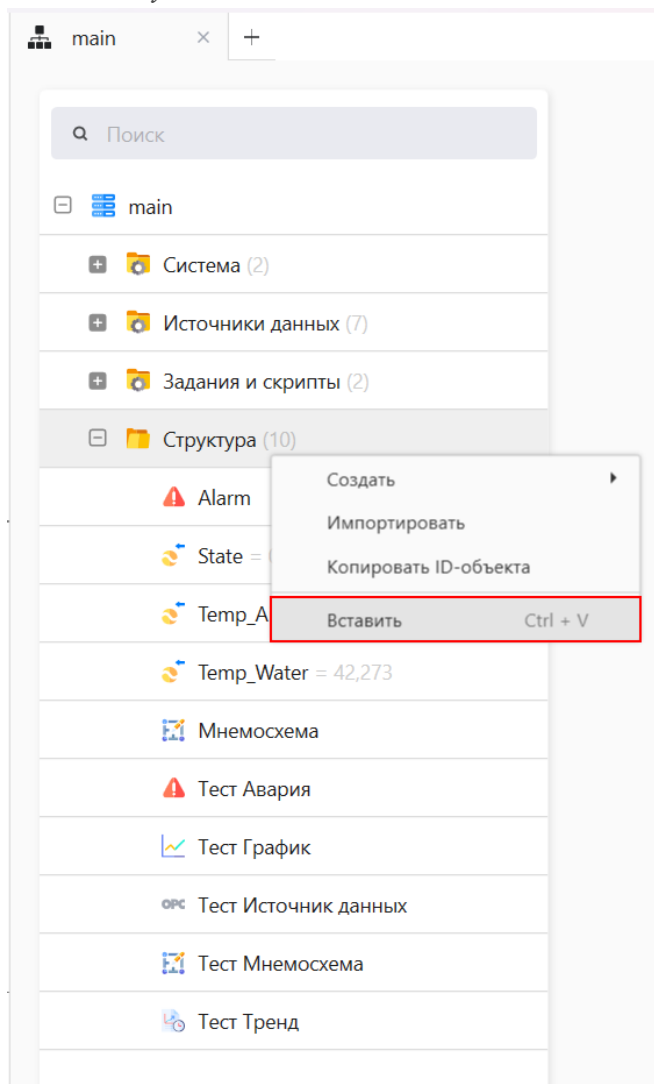 main
Поиск
main
Система (2)
Источники данных (7)
Задания и скрипты (2)
Структура (10)
Создать
Alarm
Импортировать
State =
Копировать ID-объекта
Temp_A
Вставить Ctrl + V
Temp_Water = 42,273
Мнемосхема
Тест Авария
Тест График
OPC Тест Источник данных
Тест Мнемосхема
Тест Тренд